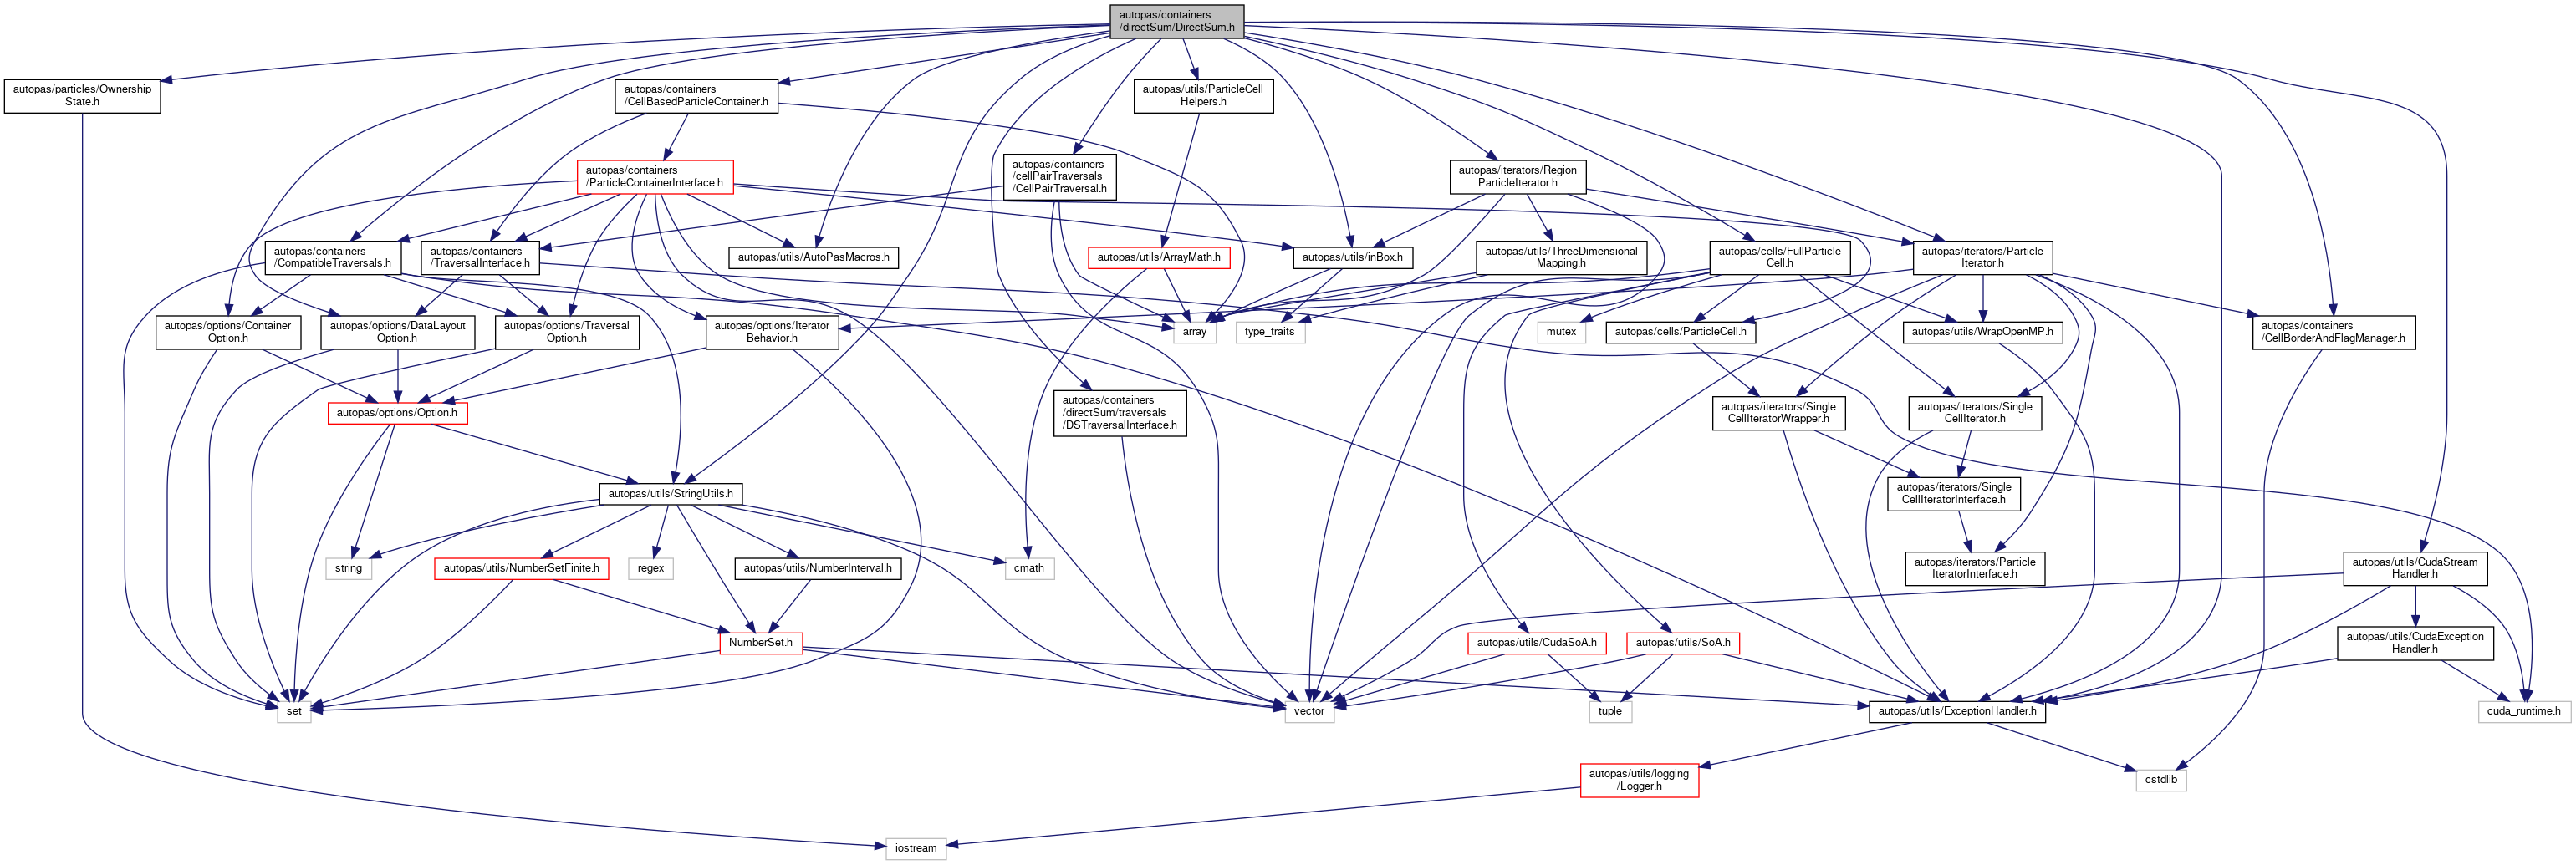 autopas/containers
/directSum/DirectSum.h
autopas/particles/Ownership
State.h
autopas/containers
/CellBasedParticleContainer.h
autopas/utils/ParticleCell
Helpers.h
autopas/containers
/ParticleContainerInterface.h
autopas/containers
/cellPairTraversals
/CellPairTraversal.h
autopas/iterators/Region
ParticleIterator.h
autopas/containers
/CompatibleTraversals.h
autopas/containers
/TraversalInterface.h
autopas/utils/AutoPasMacros.h
autopas/utils/ArrayMath.h
autopas/utils/inBox.h
autopas/utils/ThreeDimensional
Mapping.h
autopas/cells/FullParticle
Cell.h
autopas/iterators/Particle
Iterator.h
autopas/options/Container
Option.h
autopas/options/DataLayout
Option.h
autopas/options/Traversal
Option.h
autopas/options/Iterator
Behavior.h
array
type_traits
mutex
autopas/cells/ParticleCell.h
autopas/utils/WrapOpenMP.h
autopas/containers
/CellBorderAndFlagManager.h
autopas/options/Option.h
autopas/containers
/directSum/traversals
/DSTraversalInterface.h
autopas/iterators/Single
CellIteratorWrapper.h
autopas/iterators/Single
CellIterator.h
autopas/utils/StringUtils.h
autopas/iterators/Single
CellIteratorInterface.h
string
autopas/utils/NumberSetFinite.h
regex
autopas/utils/NumberInterval.h
cmath
autopas/iterators/Particle
IteratorInterface.h
autopas/utils/CudaStream
Handler.h
NumberSet.h
autopas/utils/CudaSoA.h
autopas/utils/SoA.h
autopas/utils/CudaException
Handler.h
set
vector
tuple
autopas/utils/ExceptionHandler.h
cuda_runtime.h
autopas/utils/logging
/Logger.h
cstdlib
iostream